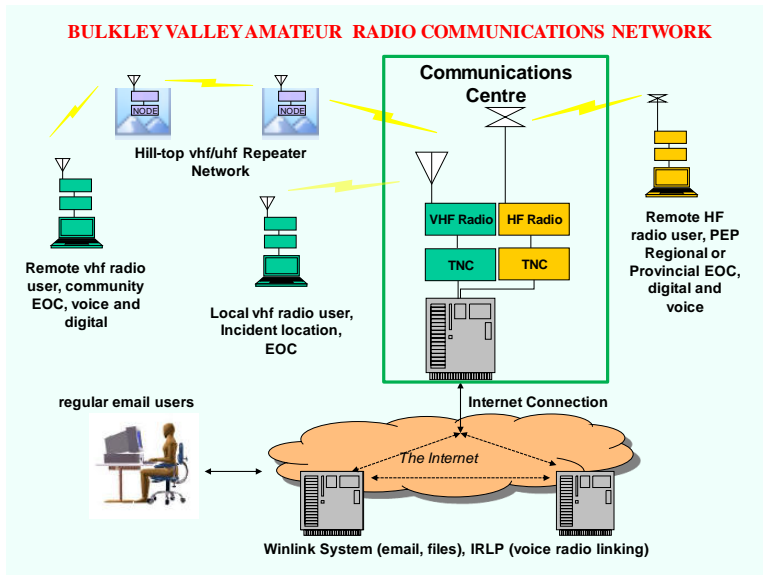 BULKLEY VALLEY AMATEUR RADIO COMMUNICATIONS NETWORK
Communications
Centre
NODE
NODE
Hill-top vhf/uhf Repeater
Network
VHF Radio
HF Radio
TNC
TNC
Remote HF
radio user, PEP
Regional or
Provincial EOC,
digital and
voice
Remote vhf radio
user, community
EOC, voice and
digital
Local vhf radio user,
Incident location,
EOC
regular email users
Internet Connection
The Internet
Winlink System (email, files), IRLP (voice radio linking)